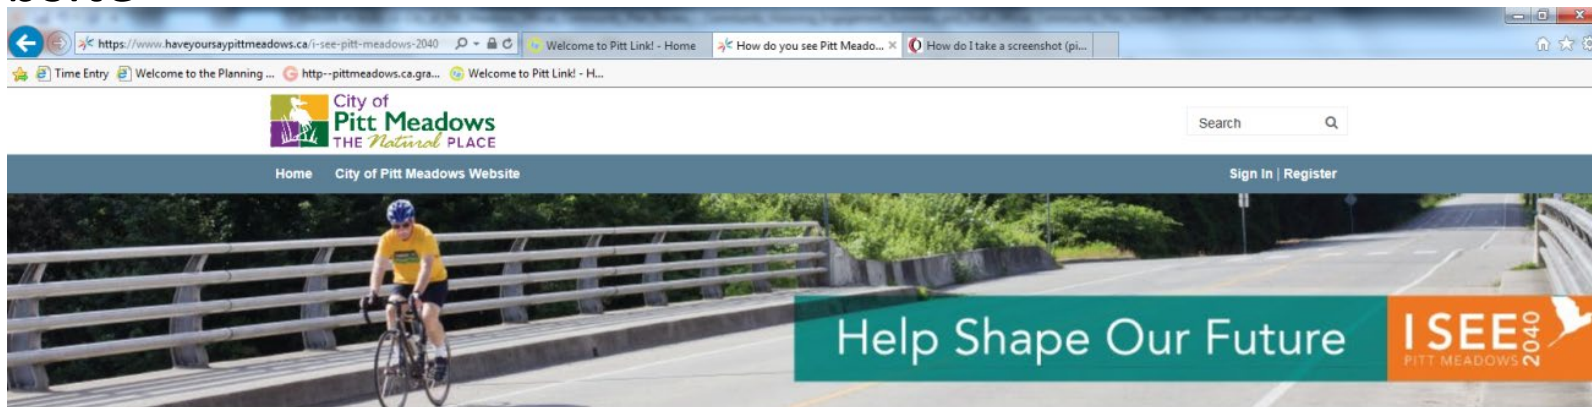 https://www.haveyoursaypittmeadows.ca/i-see-pitt-meadows-2040
Welcome to Pitt Link! - Home
How do you see Pitt Meado...
How do I take a screenshot (pi...
Time Entry
Welcome to the Planning ...
http--pittmeadows.ca.gra...
Welcome to Pitt Link! - H...
City of
Pitt Meadows
THE Natural PLACE
Search
Home
City of Pitt Meadows Website
Sign In | Register
Help Shape Our Future
I SEE
PITT MEADOWS
2040